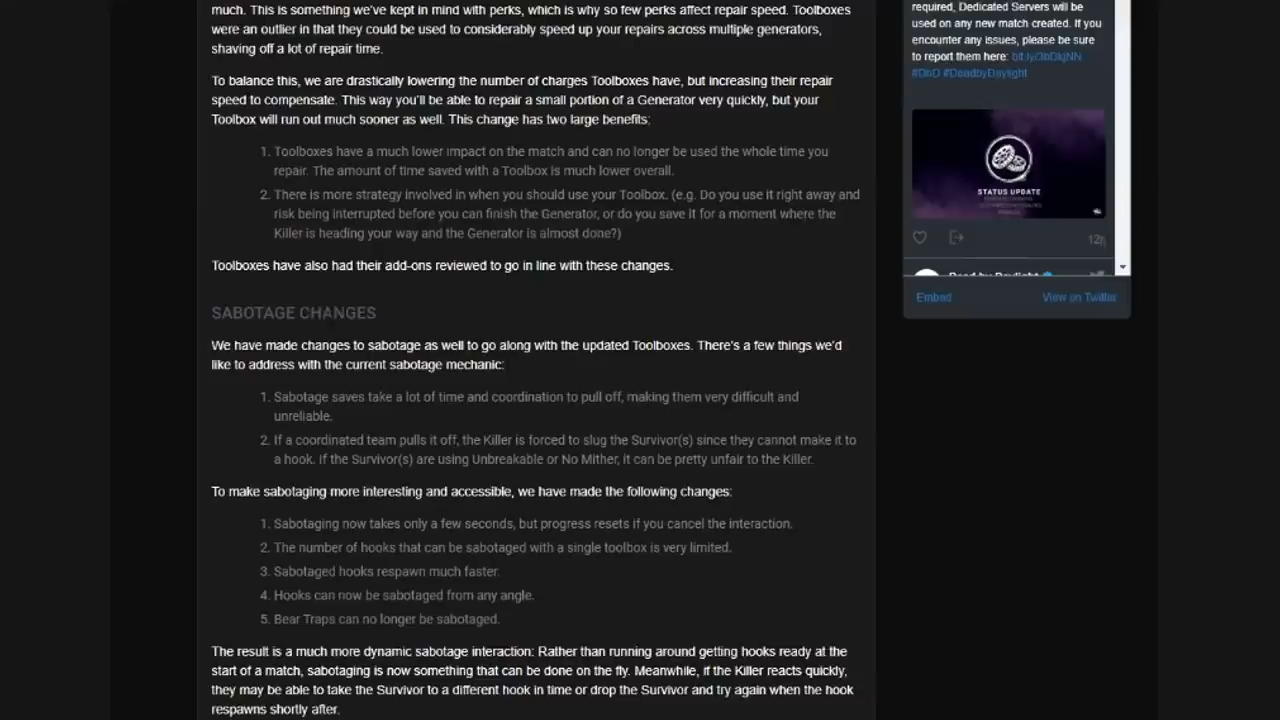 much. This is something we've kept in mind with perks, which is why so few perks affect repair speed. Toolboxes
were an outlier in that they could be used to considerably speed up your repairs across multiple generators,
shaving off a lot of repair time.
To balance this, we are drastically lowering the number of charges Toolboxes have, but increasing their repair
speed to compensate. This way you'll be able to repair a small portion of a Generator very quickly, but your
Toolbox will run out much sooner as well. This change has two large benefits:
1. Toolboxes have a much lower impact on the match and can no longer be used the whole time you
repair. The amount of time saved with a Toolbox is much lower overall.
2. There is more strategy involved in when you should use your Toolbox. (e.g. Do you use it right away and
risk being interrupted before you can finish the Generator, or do you save it for a moment where the
Killer is heading your way and the Generator is almost done?)
Toolboxes have also had their add-ons reviewed to go in line with these changes.
SABOTAGE CHANGES
We have made changes to sabotage as well to go along with the updated Toolboxes. There's a few things we'd
like to address with the current sabotage mechanic:
1. Sabotage saves take a lot of time and coordination to pull off, making them very difficult and
unreliable.
2. If a coordinated team pulls it off, the Killer is forced to slug the Survivor(s) since they cannot make it to
a hook. If the Survivor(s) are using Unbreakable or No Mither, it can be pretty unfair to the Killer.
To make sabotaging more interesting and accessible, we have made the following changes:
1. Sabotaging now takes only a few seconds, but progress resets if you cancel the interaction.
2. The number of hooks that can be sabotaged with a single toolbox is very limited.
3. Sabotaged hooks respawn much faster.
4. Hooks can now be sabotaged from any angle.
5. Bear Traps can no longer be sabotaged.
The result is a much more dynamic sabotage interaction: Rather than running around getting hooks ready at the
start of a match, sabotaging is now something that can be done on the fly. Meanwhile, if the Killer reacts quickly,
they may be able to take the Survivor to a different hook in time or drop the Survivor and try again when the hook
respawns shortly after.
required, Dedicated Servers will be
used on any new match created. If you
encounter any issues, please be sure
to report them here:
#DbD #DeadbyDaylight
STATUS UPDATE
Dead by Daylight
Embed
View on Twitter